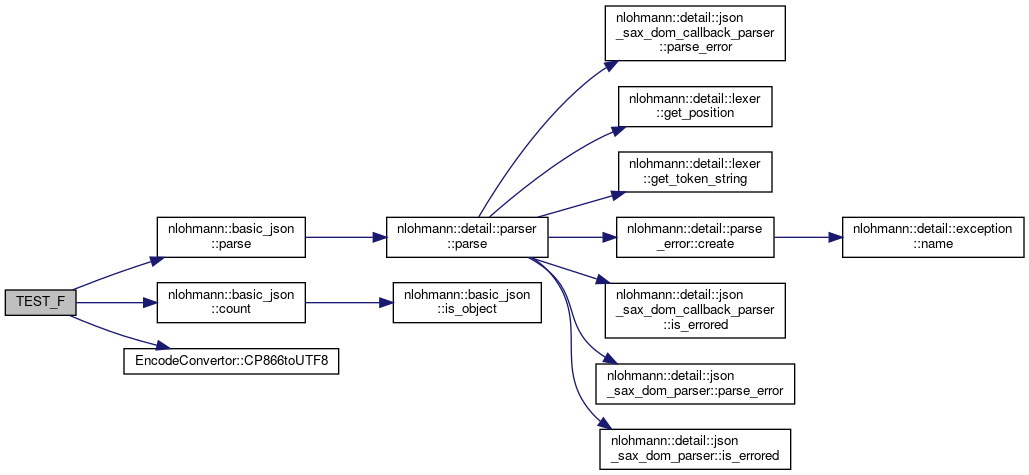 nlohmann::detail::json
_sax_dom_callback_parser
::parse_error
nlohmann::detail::lexer
::get_position
nlohmann::detail::lexer
::get_token_string
nlohmann::basic_json
::parse
nlohmann::detail::parser
::parse
nlohmann::detail::parse
_error::create
nlohmann::detail::exception
::name
TEST_F
nlohmann::basic_json
::count
nlohmann::basic_json
::is_object
nlohmann::detail::json
_sax_dom_callback_parser
::is_errored
EncodeConvertor::CP866toUTF8
nlohmann::detail::json
_sax_dom_parser::parse_error
nlohmann::detail::json
_sax_dom_parser::is_errored